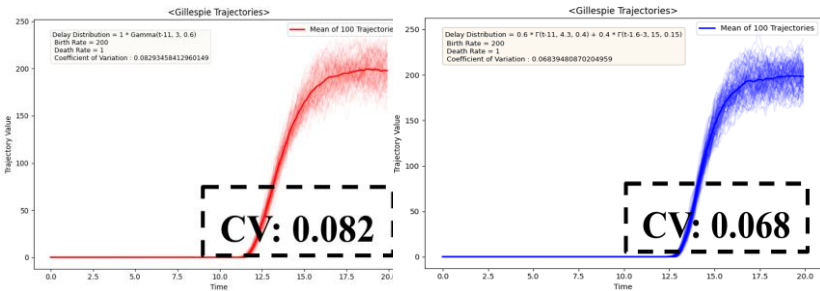 <Gillespie Trajectories>
250
200
150
100
50
0
Trajectory Value
Delay Distribution = 1 * Gamma(t-11, 3, 0.6)
Birth Rate = 200
Death Rate = 1
Coefficient of Variation : 0.08293458412960149
Mean of 100 Trajectories
CV: 0.082
0.0 2.5 5.0 7.5 10.0 12.5 15.0 17.5 20.0
Time
<Gillespie Trajectories>
250
200
150
100
50
0
Trajectory Value
Delay Distribution = 0.6 * Γ(t-11, 4.3, 0.4) + 0.4 * Γ(t-1.6-3, 15, 0.15)
Birth Rate = 200
Death Rate = 1
Coefficient of Variation : 0.06839480870204959
Mean of 100 Trajectories
CV: 0.068
0.0 2.5 5.0 7.5 10.0 12.5 15.0 17.5 20.0
Time